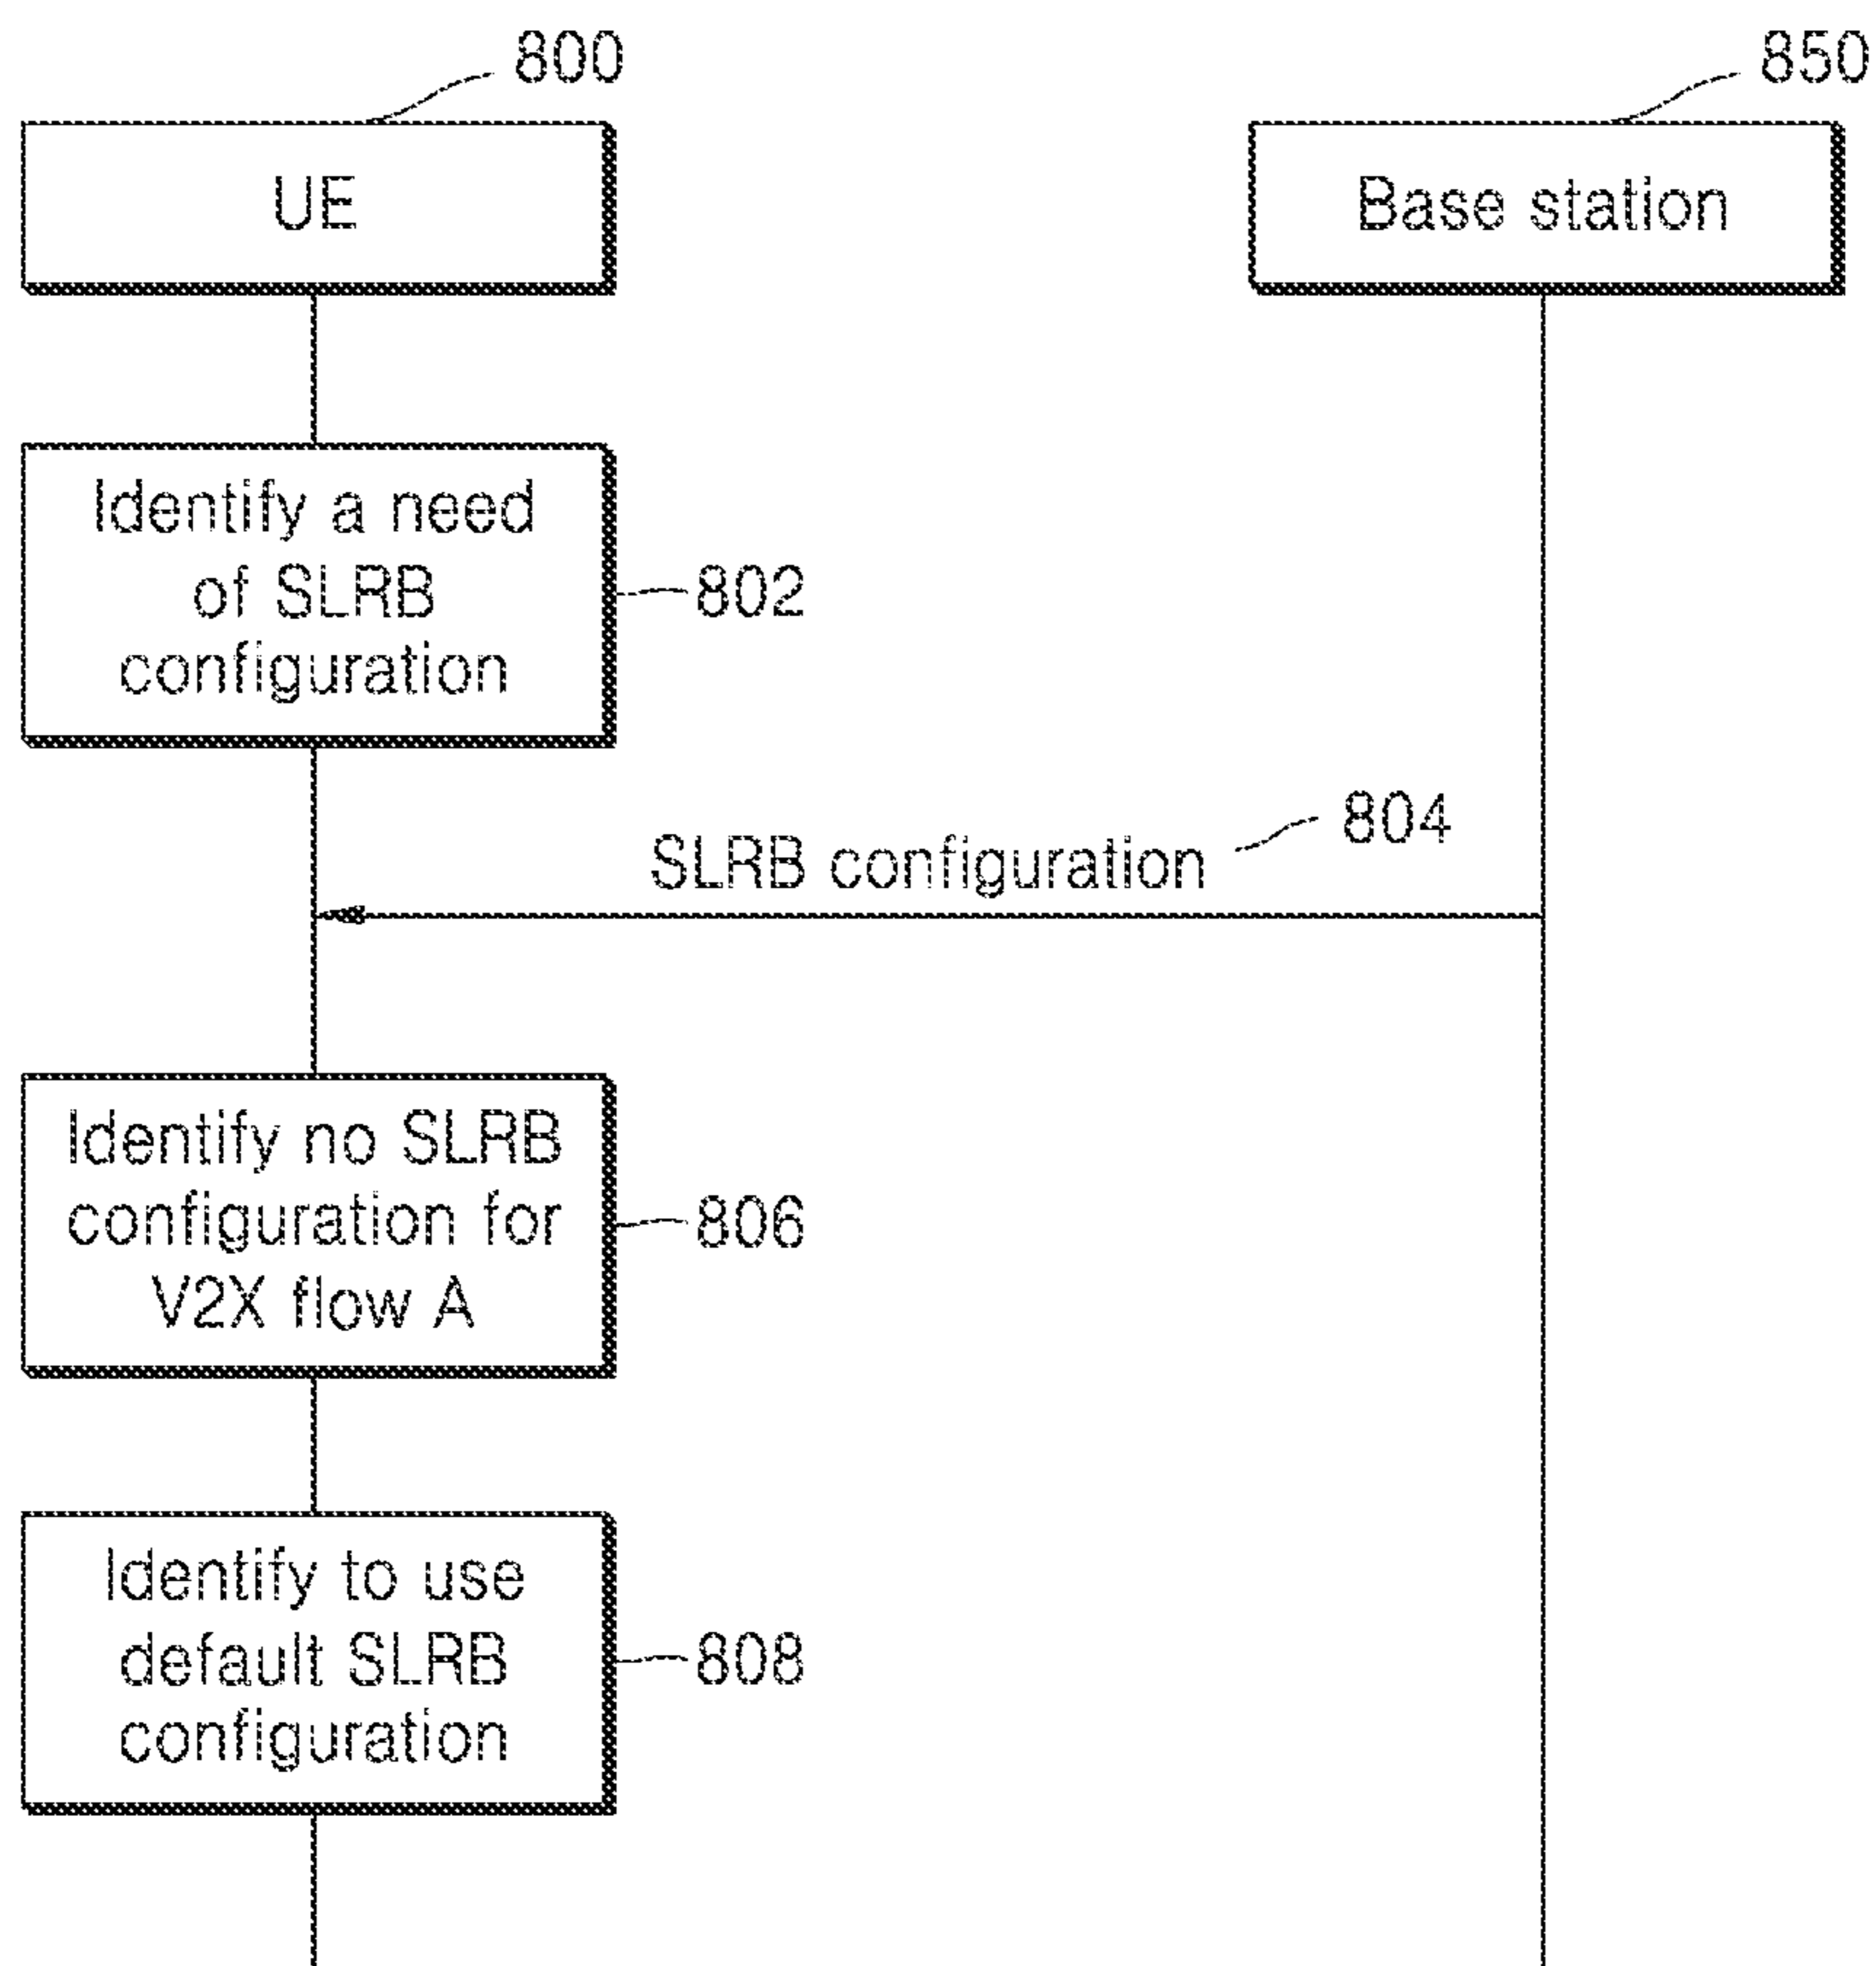 800
850
UE
Base station
Identify a need
of SLRB
configuration
802
804
SLRB configuration
Identify no SLRB
configuration for
V2X flow A
806
Identify to use
default SLRB
configuration
808